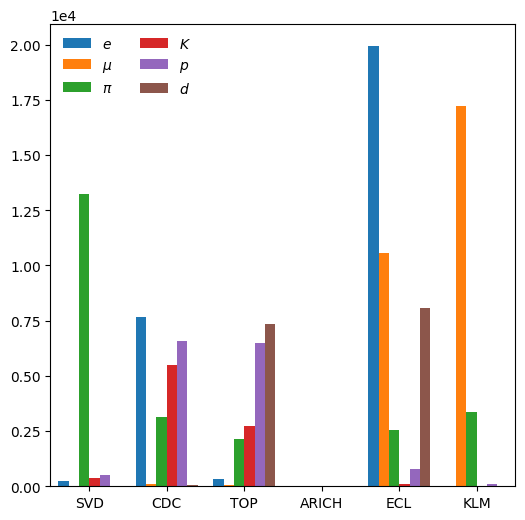 1e4
2.00
1.75
1.50
1.25
1.00
0.75
0.50
0.25
0.00
e
μ
π
K
p
d
SVD CDC TOP ARICH ECL KLM